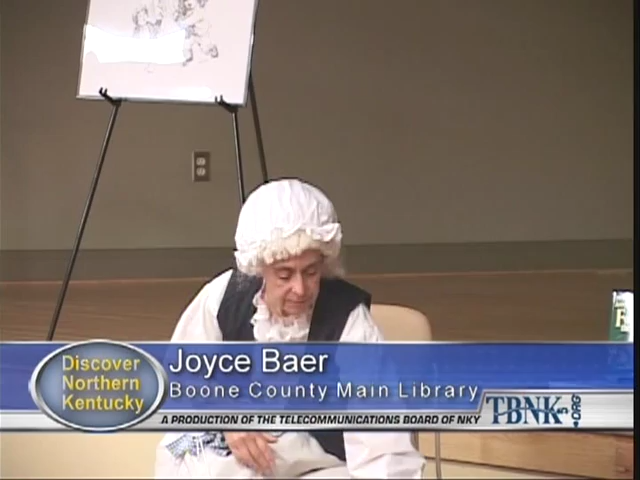 Discover
Northern
Kentucky
Joyce Baer
Boone County Main Library
A PRODUCTION OF THE TELECOMMUNICATIONS BOARD OF NKY
TBNK.ORG